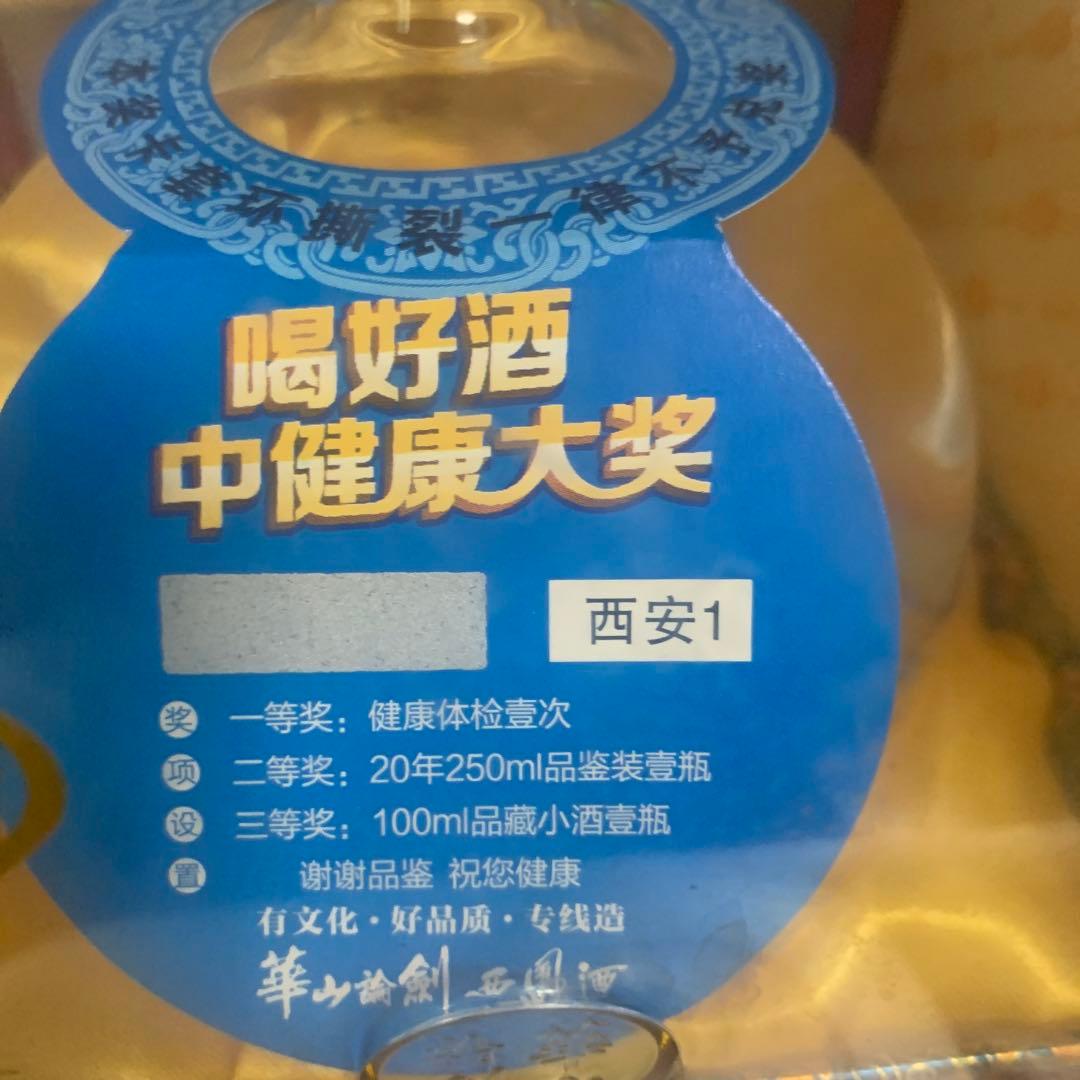 本奖卡套环撕裂一律不予兑奖
喝好酒
中健康大奖
西安1
奖项设置
一等奖：健康体检壹次
二等奖：20年250ml品鉴装壹瓶
三等奖：100ml品藏小酒壹瓶
谢谢品鉴 祝您健康
有文化·好品质·专线造
華山論劍 西鳳酒